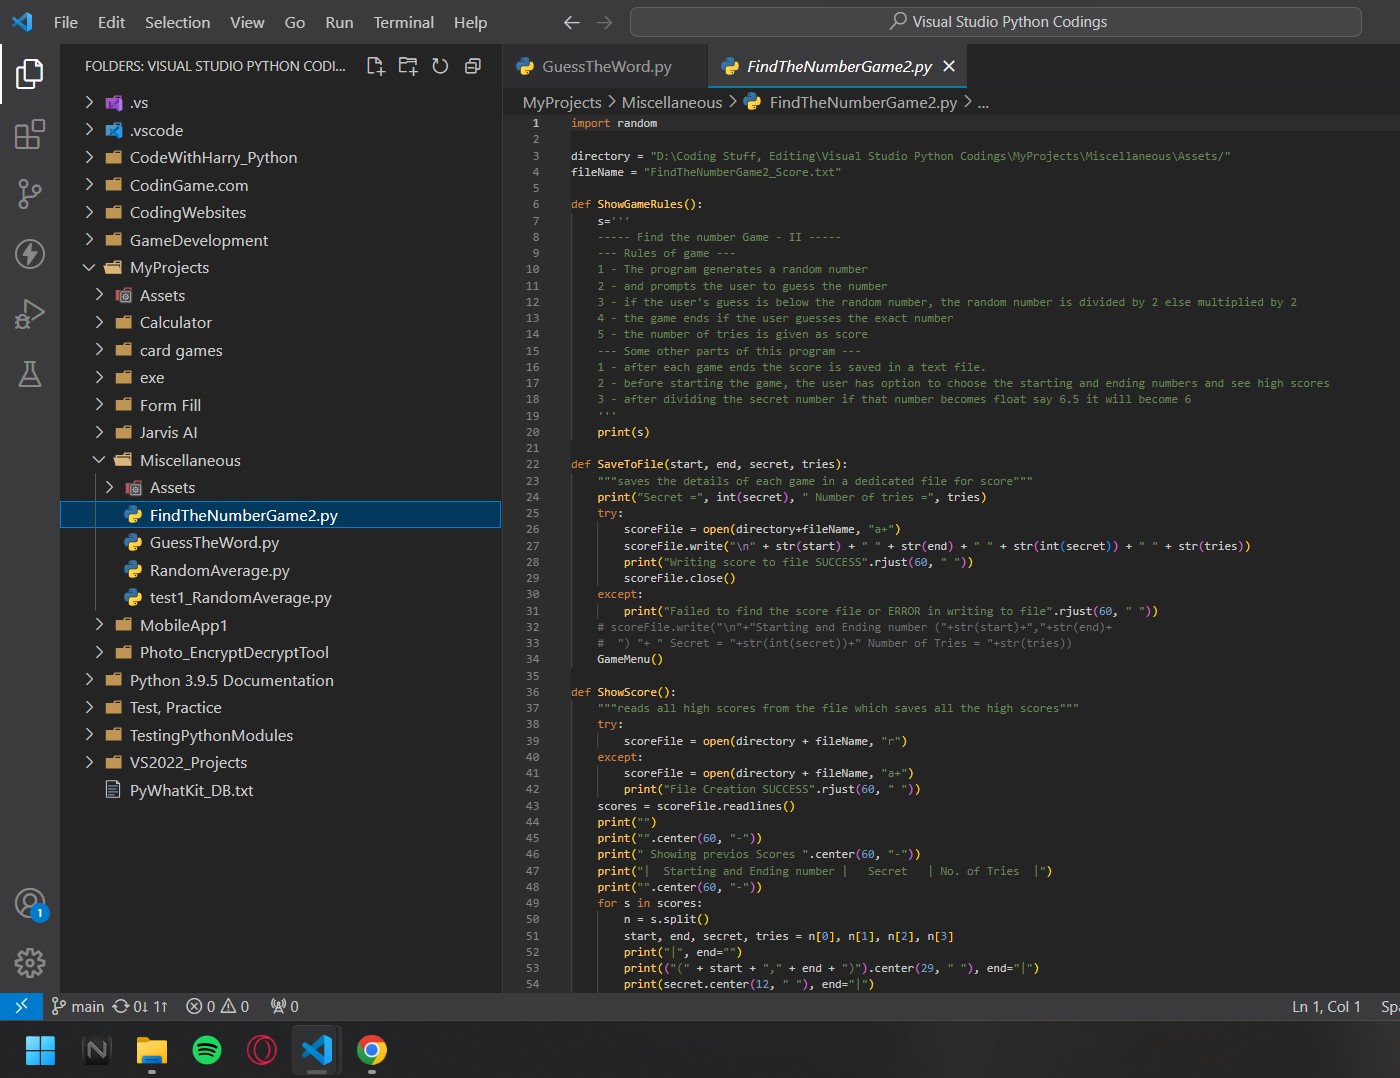 File Edit Selection View Go Run Terminal Help
Visual Studio Python Codings
FOLDERS: VISUAL STUDIO PYTHON CODI...
.vs
.vscode
CodeWithHarry_Python
CodinGame.com
CodingWebsites
GameDevelopment
MyProjects
Assets
Calculator
card games
exe
Form Fill
Jarvis AI
Miscellaneous
Assets
FindTheNumberGame2.py
GuessTheWord.py
RandomAverage.py
test1_RandomAverage.py
MobileApp1
Photo_EncryptDecryptTool
Python 3.9.5 Documentation
Test, Practice
TestingPythonModules
VS2022_Projects
PyWhatKit_DB.txt
GuessTheWord.py
FindTheNumberGame2.py
MyProjects > Miscellaneous > FindTheNumberGame2.py > ...
1 import random
2
3 directory = "D:\Coding Stuff, Editing\Visual Studio Python Codings\MyProjects\Miscellaneous\Assets/"
4 fileName = "FindTheNumberGame2_Score.txt"
5
6 def ShowGameRules():
7     s='''
8     ----- Find the number Game - II -----
9     --- Rules of game ---
10     1 - The program generates a random number
11     2 - and prompts the user to guess the number
12     3 - if the user's guess is below the random number, the random number is divided by 2 else multiplied by 2
13     4 - the game ends if the user guesses the exact number
14     5 - the number of tries is given as score
15     --- Some other parts of this program ---
16     1 - after each game ends the score is saved in a text file.
17     2 - before starting the game, the user has option to choose the starting and ending numbers and see high scores
18     3 - after dividing the secret number if that number becomes float say 6.5 it will become 6
19     '''
20     print(s)
21
22 def SaveToFile(start, end, secret, tries):
23     """saves the details of each game in a dedicated file for score"""
24     print("Secret =", int(secret), " Number of tries =", tries)
25     try:
26         scoreFile = open(directory+fileName, "a+")
27         scoreFile.write("\n" + str(start) + " " + str(end) + " " + str(int(secret)) + " " + str(tries))
28         print("Writing score to file SUCCESS".rjust(60, " "))
29         scoreFile.close()
30     except:
31         print("Failed to find the score file or ERROR in writing to file".rjust(60, " "))
32     # scoreFile.write("\n"+"Starting and Ending number ("+str(start)+","+str(end)+
33     #  ") "+ " Secret = "+str(int(secret))+" Number of Tries = "+str(tries))
34     GameMenu()
35
36 def ShowScore():
37     """reads all high scores from the file which saves all the high scores"""
38     try:
39         scoreFile = open(directory + fileName, "r")
40     except:
41         scoreFile = open(directory + fileName, "a+")
42         print("File Creation SUCCESS".rjust(60, " "))
43     scores = scoreFile.readlines()
44     print("")
45     print("".center(60, "-"))
46     print(" Showing previos Scores ".center(60, "-"))
47     print("|  Starting and Ending number |   Secret   | No. of Tries  |")
48     print("".center(60, "-"))
49     for s in scores:
50         n = s.split()
51         start, end, secret, tries = n[0], n[1], n[2], n[3]
52         print("|", end="")
53         print(("(" + start + "," + end + ")").center(29, " "), end="|")
54         print(secret.center(12, " "), end="|")
1
main 0↓ 1↑ 0 0 0
Ln 1, Col 1 Spa